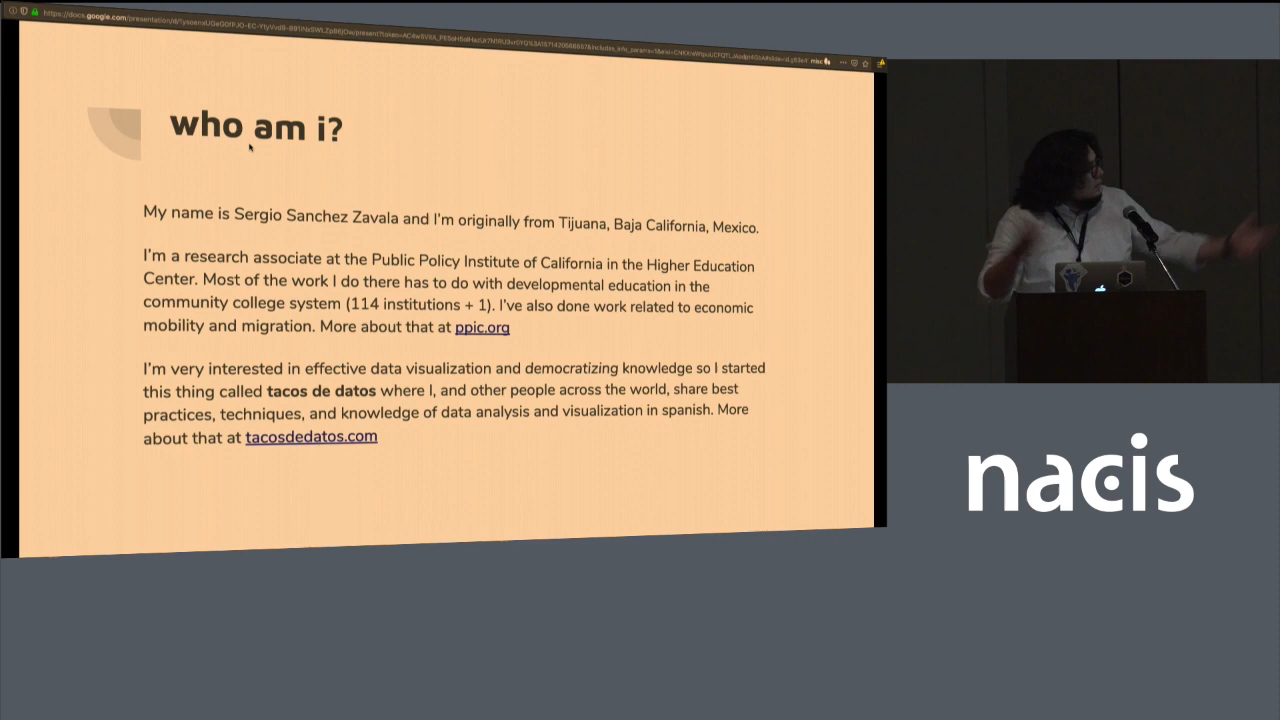 who am i?
My name is Sergio Sanchez Zavala and I'm originally from Tijuana, Baja California, Mexico.
I'm a research associate at the Public Policy Institute of California in the Higher Education
Center. Most of the work I do there has to do with developmental education in the
community college system (114 institutions + 1). I've also done work related to economic
mobility and migration. More about that at ppic.org
I'm very interested in effective data visualization and democratizing knowledge so I started
this thing called tacos de datos where I, and other people across the world, share best
practices, techniques, and knowledge of data analysis and visualization in spanish. More
about that at tacosdedatos.com
nacis